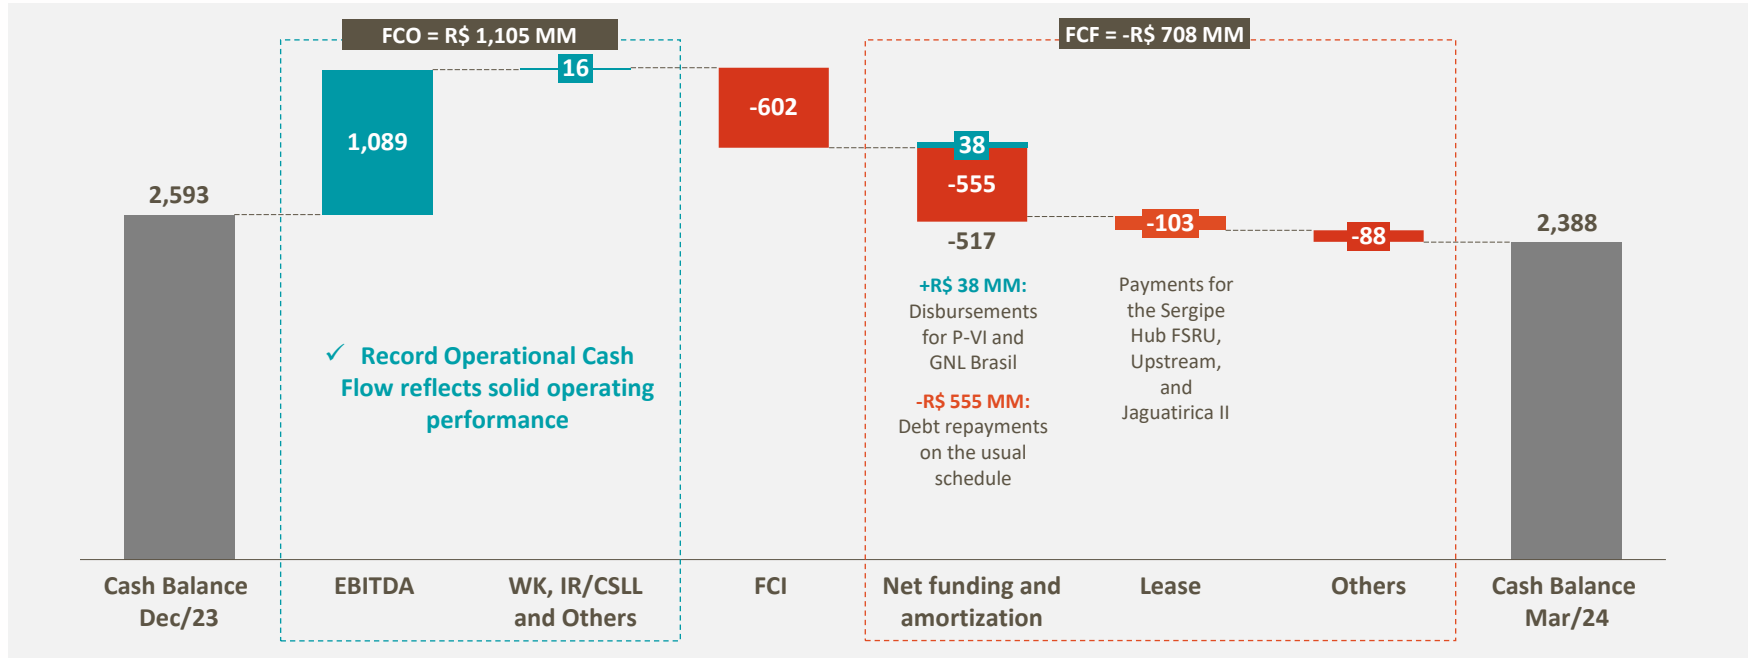 FCO = R$ 1,105 MM
FCF = -R$ 708 MM
2,593
1,089
16
-602
38
-555
-517
-103
-88
2,388
✓ Record Operational Cash
Flow reflects solid operating
performance
+R$ 38 MM:
Disbursements
for P-VI and
GNL Brasil
-R$ 555 MM:
Debt repayments
on the usual
schedule
Payments for
the Sergipe
Hub FSRU,
Upstream,
and
Jaguatirica II
Cash Balance
Dec/23
EBITDA
WK, IR/CSLL
and Others
FCI
Net funding and
amortization
Lease
Others
Cash Balance
Mar/24